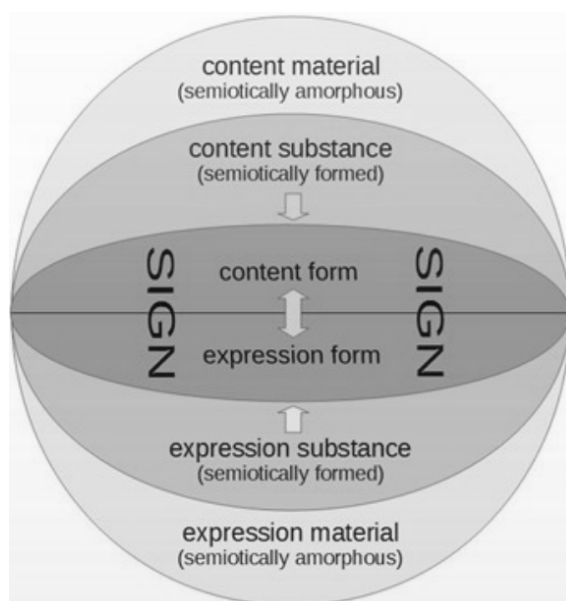 content material
(semiotically amorphous)
content substance
(semiotically formed)
content form
SIGN
SIGN
expression form
expression substance
(semiotically formed)
expression material
(semiotically amorphous)